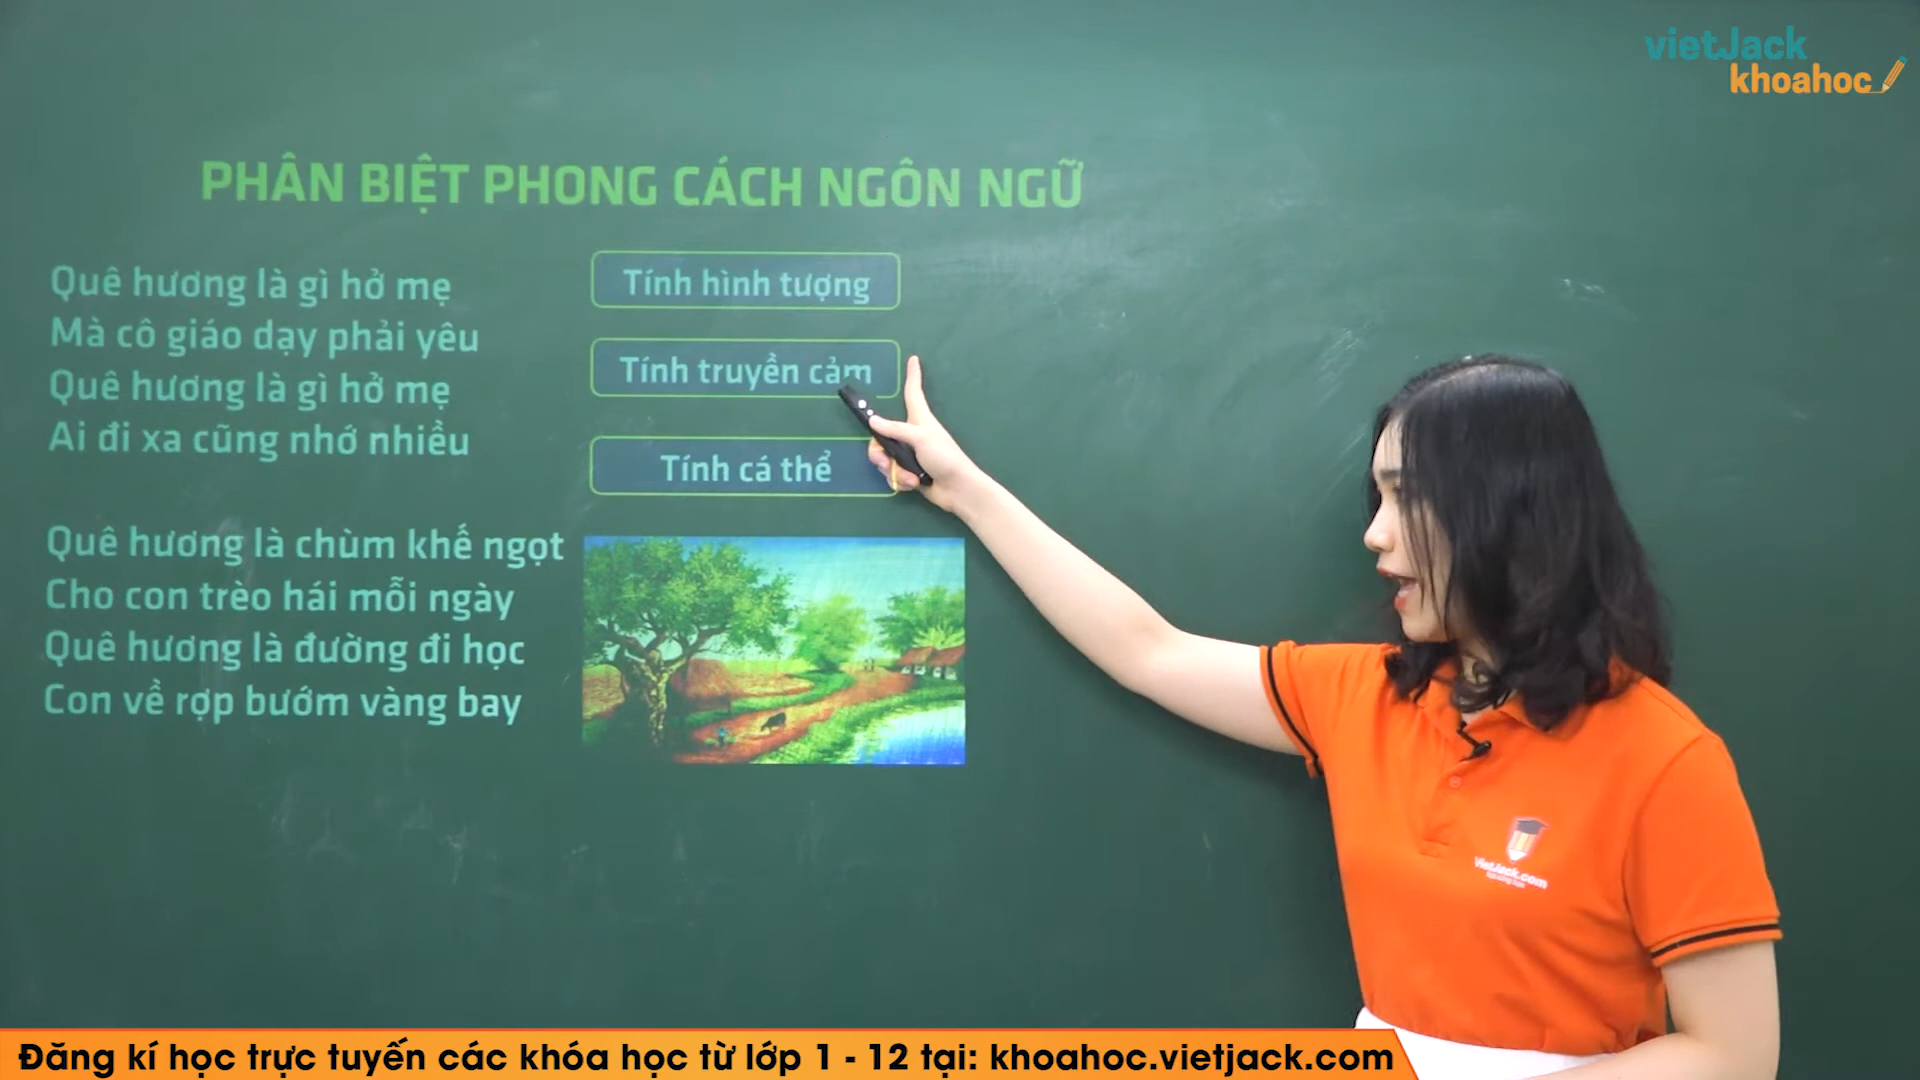 vietJack
khoahoc
PHÂN BIỆT PHONG CÁCH NGÔN NGỮ
Quê hương là gì hở mẹ
Mà cô giáo dạy phải yêu
Quê hương là gì hở mẹ
Ai đi xa cũng nhớ nhiều
Tính hình tượng
Tính truyền cảm
Tính cá thể
Quê hương là chùm khế ngọt
Cho con trèo hái mỗi ngày
Quê hương là đường đi học
Con về rợp bướm vàng bay
VietJack.com
Đăng kí học trực tuyến các khóa học từ lớp 1 - 12 tại: khoahoc.vietjack.com